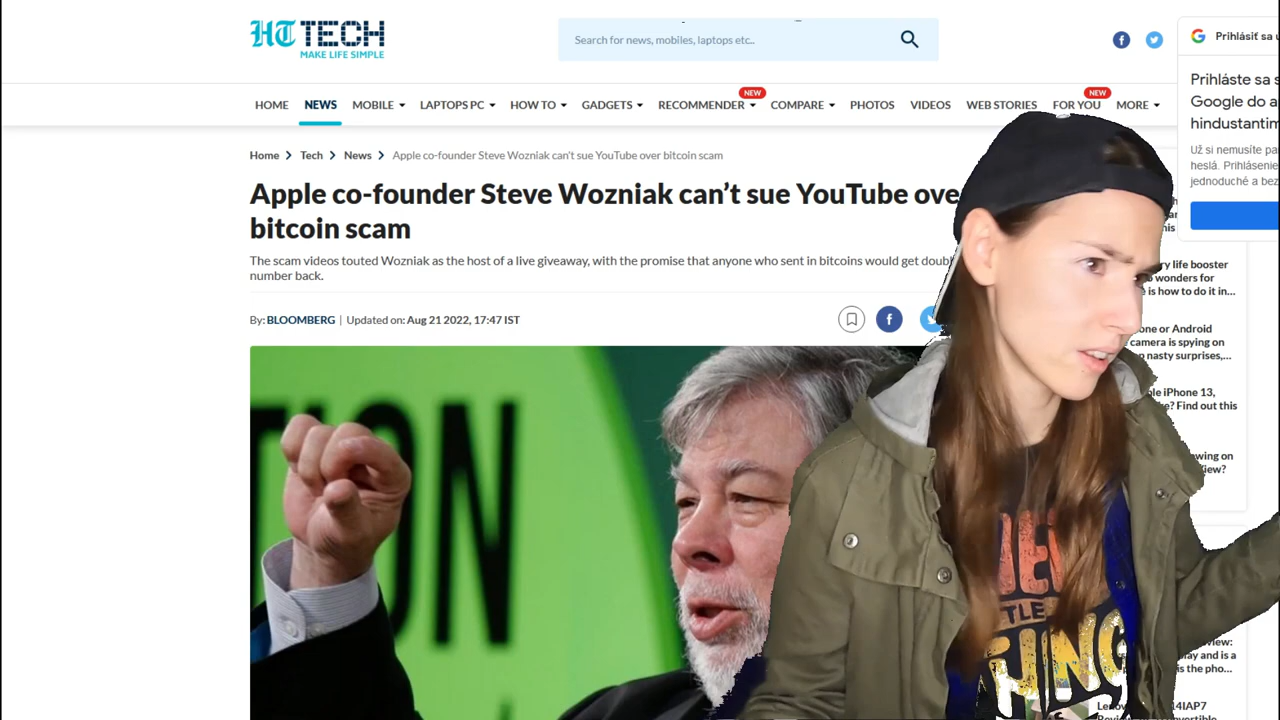 HT TECH
MAKE LIFE SIMPLE
Search for news, mobiles, laptops etc..
Prihlásiť sa
HOME NEWS MOBILE LAPTOPS PC HOW TO GADGETS RECOMMENDER NEW COMPARE PHOTOS VIDEOS WEB STORIES FOR YOU NEW MORE
Prihláste sa s
Google do a
hindustantim
Už si nemusíte pa
heslá. Prihlásenie
jednoduché a bez
Home > Tech > News > Apple co-founder Steve Wozniak can't sue YouTube over bitcoin scam
Apple co-founder Steve Wozniak can't sue YouTube ove
bitcoin scam
The scam videos touted Wozniak as the host of a live giveaway, with the promise that anyone who sent in bitcoins would get doubl
number back.
By: BLOOMBERG | Updated on: Aug 21 2022, 17:47 IST
ry life booster
wonders for
is how to do it in...
one or Android
camera is spying on
nasty surprises,...
ple iPhone 13,
? Find out this
wing on
iew?
TION
view:
play and is a
is the pho...
Leno 14IAP7